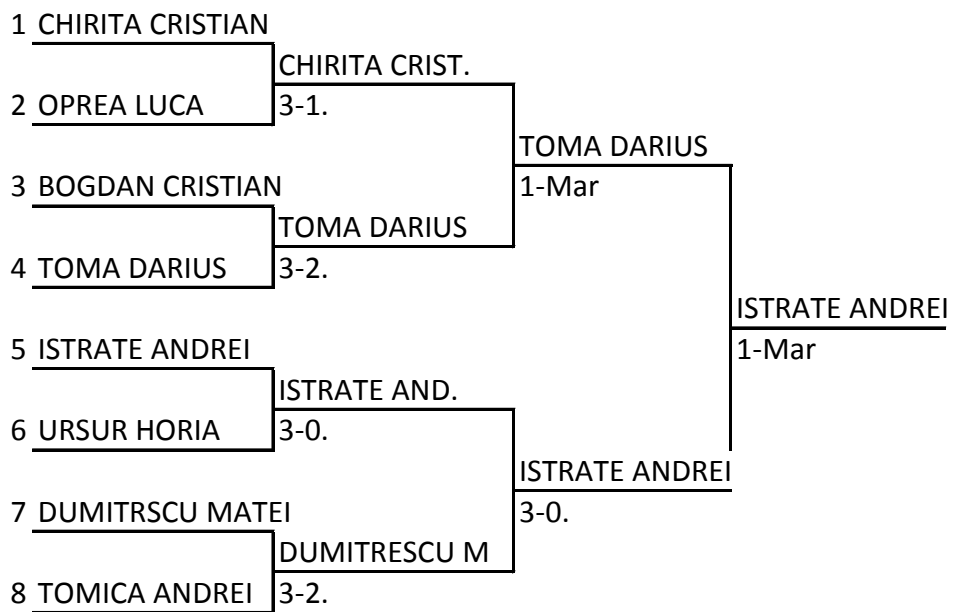 1 CHIRITA CRISTIAN
CHIRITA CRIST.
2 OPREA LUCA
3-1.
TOMA DARIUS
3 BOGDAN CRISTIAN
1-Mar
TOMA DARIUS
4 TOMA DARIUS
3-2.
ISTRATE ANDREI
5 ISTRATE ANDREI
1-Mar
ISTRATE AND.
6 URSUR HORIA
3-0.
ISTRATE ANDREI
7 DUMITRSCU MATEI
3-0.
DUMITRESCU M
8 TOMICA ANDREI
3-2.